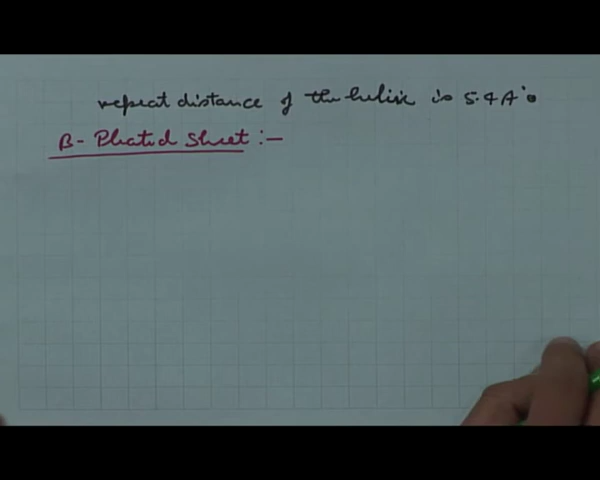 repeat distance of the helix is 5.4 A°.
β- Pleated Sheet :-